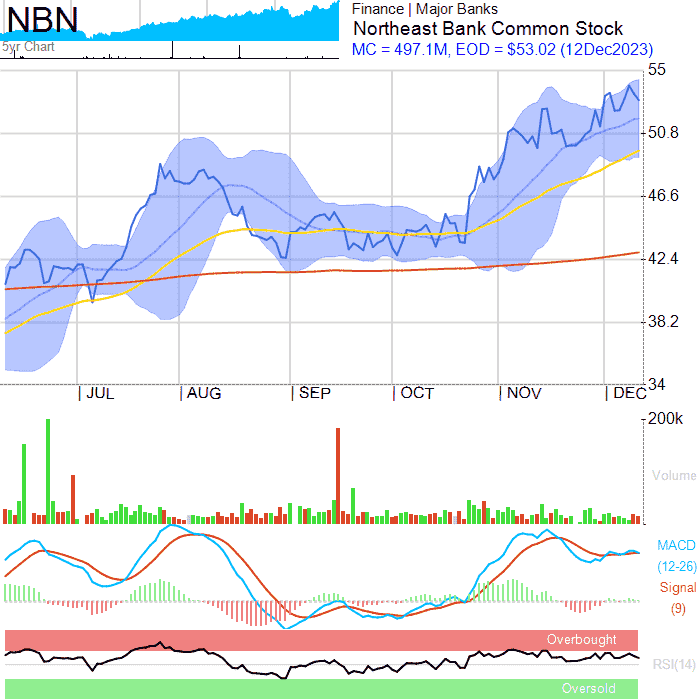 NBN
5yr Chart
Finance | Major Banks
Northeast Bank Common Stock
MC = 497.1M, EOD = $53.02 (12Dec2023)
55
50.8
46.6
42.4
38.2
34
| JUL | AUG | SEP | OCT | NOV | DEC
200k
Volume
MACD
(12-26)
Signal
(9)
Overbought
RSI(14)
Oversold